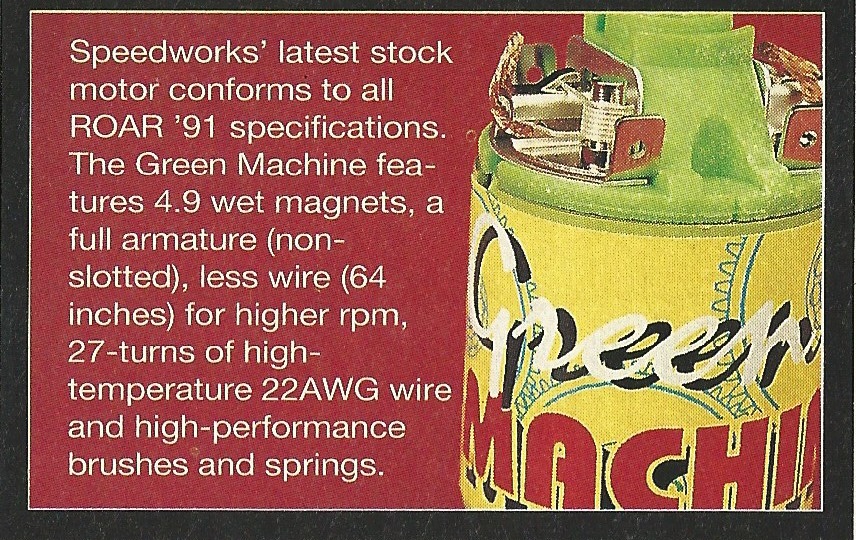 Speedworks’ latest stock
motor conforms to all
ROAR ’91 specifications.
The Green Machine fea-
tures 4.9 wet magnets, a
full armature (non-
slotted), less wire (64
inches) for higher rpm,
27-turns of high-
temperature 22AWG wire
and high-performance
brushes and springs.
Green
MACHI